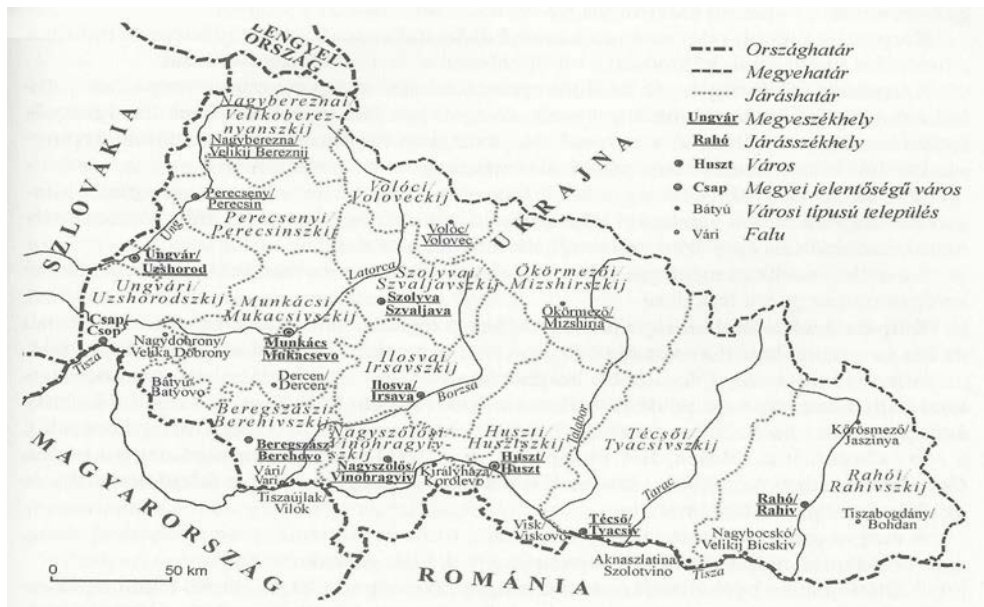 LENGYEL-
ORSZÁG
SZLOVÁKIA
UKRAJNA
MAGYARORSZÁG
ROMÁNIA
Országhatár
Megyehatár
Járáshatár
Ungvár Megyeszékhely
Rahó Járásszékhely
Huszt Város
Csap Megyei jelentőségű város
Bátyú Városi típusú település
Vári Falu
Nagybereznai/
Velikoberez-
nyanszkij
Nagyberezna/
Velikij Bereznij
Perecseny/
Perecsin
Perecsenyi/
Perecsinszkij
Ung
Volóci/
Voloveckij
Volóc/
Volovec
Ungvár/
Uzshorod
Ungvári/
Uzshorodszkij
Latorca
Szolyvai/
Szvaljavszkij
Szolyva/
Szvaljava
Ökörmezői/
Mizshirszkij
Ökörmező/
Mizshirja
Munkácsi/
Mukacsivszkij
Munkács/
Mukacsevo
Csap/
Csop
Tisza
Nagydobrony/
Velika Dobrony
Bátyú/
Batyovo
Dercen/
Dercen
Ilosvai/
Irsavszkij
Ilosva/
Irsava
Borzsa
Beregszászi/
Berehivszkij
Beregszász/
Berehovo
Vári/
Vari
Tiszaújlak/
Vilok
Nagyszőlősi/
Vinohragyiv-
szkij
Nagyszőlős/
Vinohragyiv
Királyháza/
Korolevo
Huszti/
Husztszkij
Huszt/
Huszt
Talabor
Técsői/
Tyacsivszkij
Tarac
Visk/
Viskovo
Técső/
Tyacsiv
Aknaszlatina/
Szolotvino
Tisza
Kőrösmező/
Jaszinya
Rahói/
Rahivszkij
Rahó/
Rahiv
Tiszabogdány/
Bohdan
Nagybocskó/
Velikij Bicskiv
0 50 km